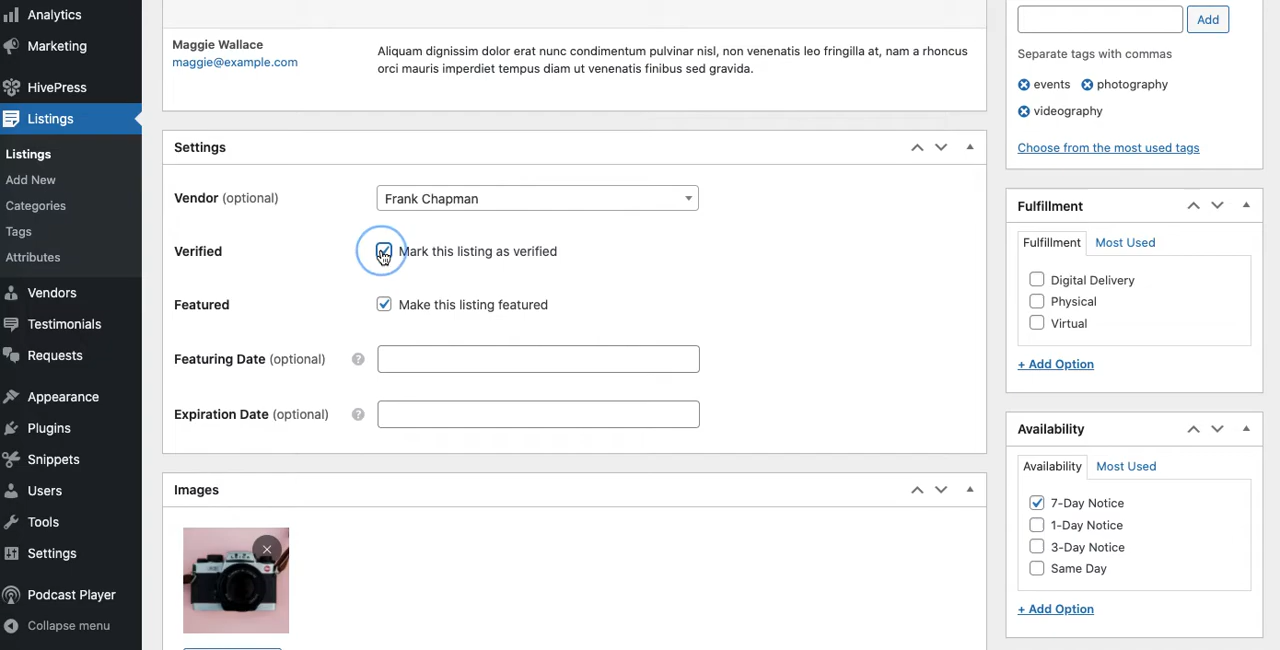 Analytics
Marketing
HivePress
Listings
Listings
Add New
Categories
Tags
Attributes
Vendors
Testimonials
Requests
Appearance
Plugins
Snippets
Users
Tools
Settings
Podcast Player
Collapse menu
Maggie Wallace
maggie@example.com
Aliquam dignissim dolor erat nunc condimentum pulvinar nisl, non venenatis leo fringilla at, nam a rhoncus
orci mauris imperdiet tempus diam ut venenatis finibus sed gravida.
Settings
Vendor (optional)
Frank Chapman
Verified
Mark this listing as verified
Featured
Make this listing featured
Featuring Date (optional) ?
Expiration Date (optional) ?
Images
Add
Separate tags with commas
events photography
videography
Choose from the most used tags
Fulfillment
Fulfillment Most Used
Digital Delivery
Physical
Virtual
+ Add Option
Availability
Availability Most Used
7-Day Notice
1-Day Notice
3-Day Notice
Same Day
+ Add Option